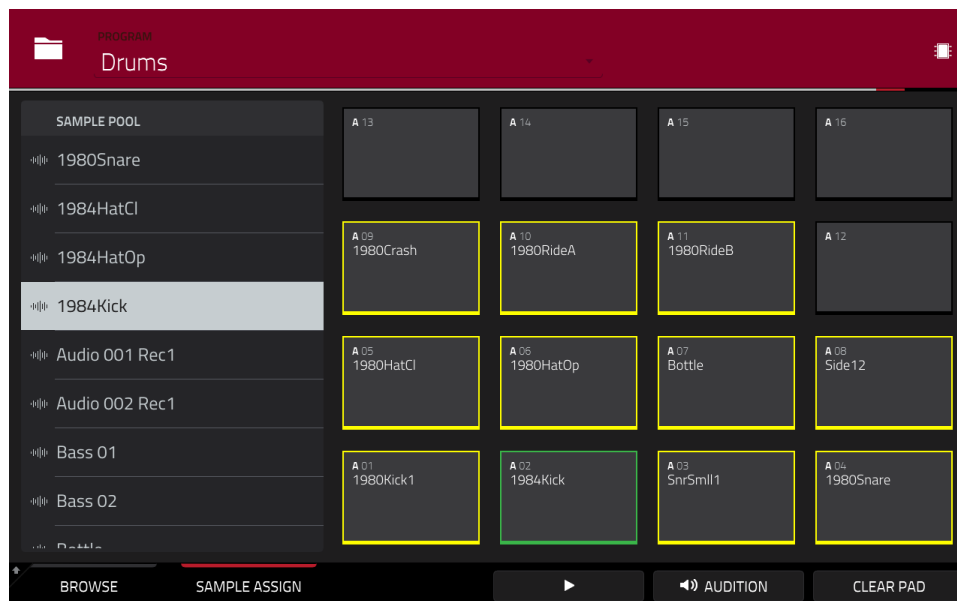 PROGRAM
Drums
SAMPLE POOL
1980Snare
1984HatCl
1984HatOp
1984Kick
Audio 001 Rec1
Audio 002 Rec1
Bass 01
Bass 02
Bottle
A 13
A 14
A 15
A 16
A 09
1980Crash
A 10
1980RideA
A 11
1980RideB
A 12
A 05
1980HatCl
A 06
1980HatOp
A 07
Bottle
A 08
Side12
A 01
1980Kick1
A 02
1984Kick
A 03
SnrSmll1
A 04
1980Snare
BROWSE
SAMPLE ASSIGN
AUDITION
CLEAR PAD